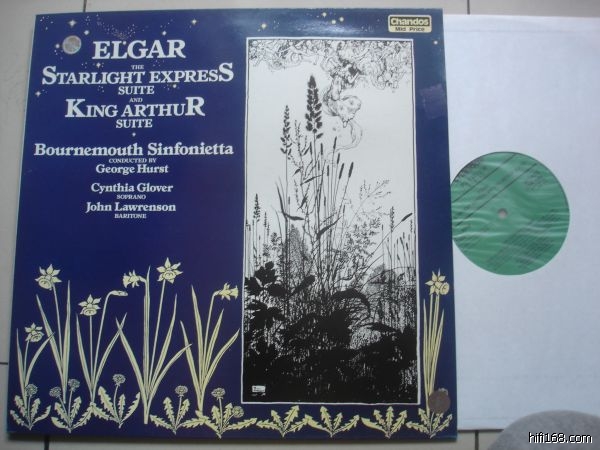 Chandos
Mid Price
ELGAR
THE
STARLIGHT EXPRESS
SUITE
AND
KING ARTHUR
SUITE
Bournemouth Sinfonietta
CONDUCTED BY
George Hurst
Cynthia Glover
SOPRANO
John Lawrenson
BARITONE
hifi168.com